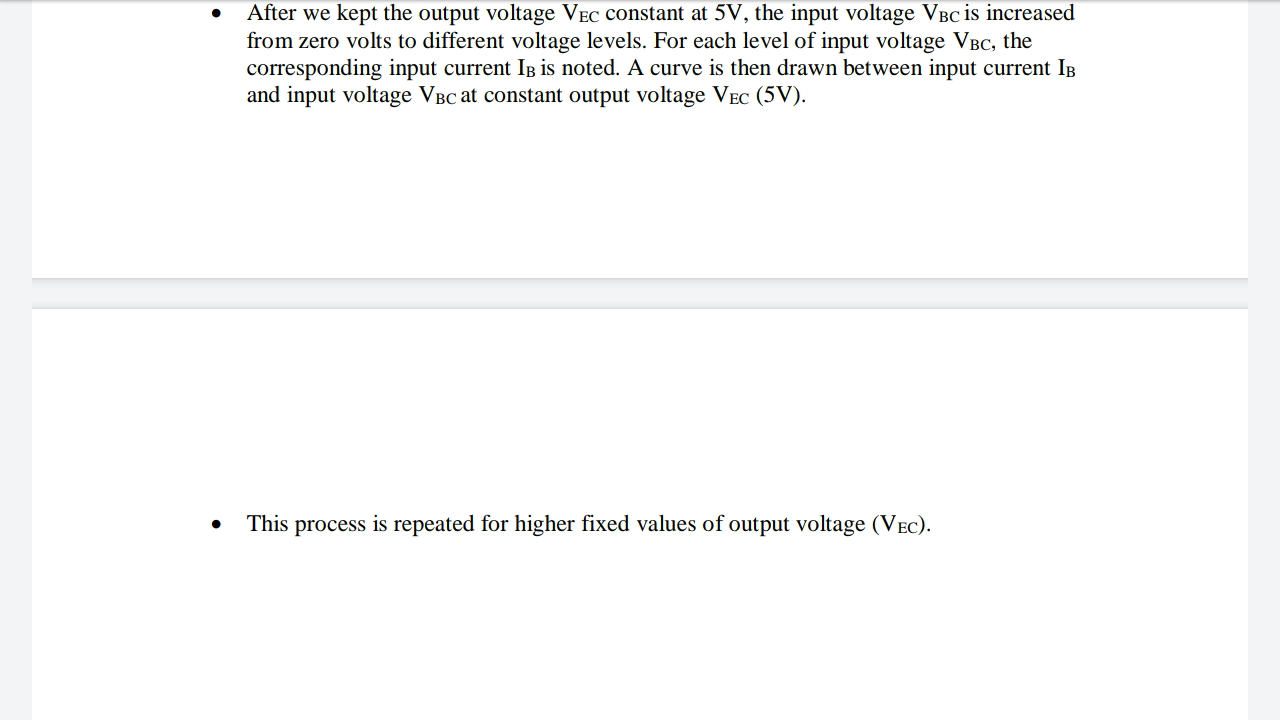 • After we kept the output voltage VEC constant at 5V, the input voltage VBC is increased
from zero volts to different voltage levels. For each level of input voltage VBC, the
corresponding input current IB is noted. A curve is then drawn between input current IB
and input voltage VBC at constant output voltage VEC (5V).
• This process is repeated for higher fixed values of output voltage (VEC).